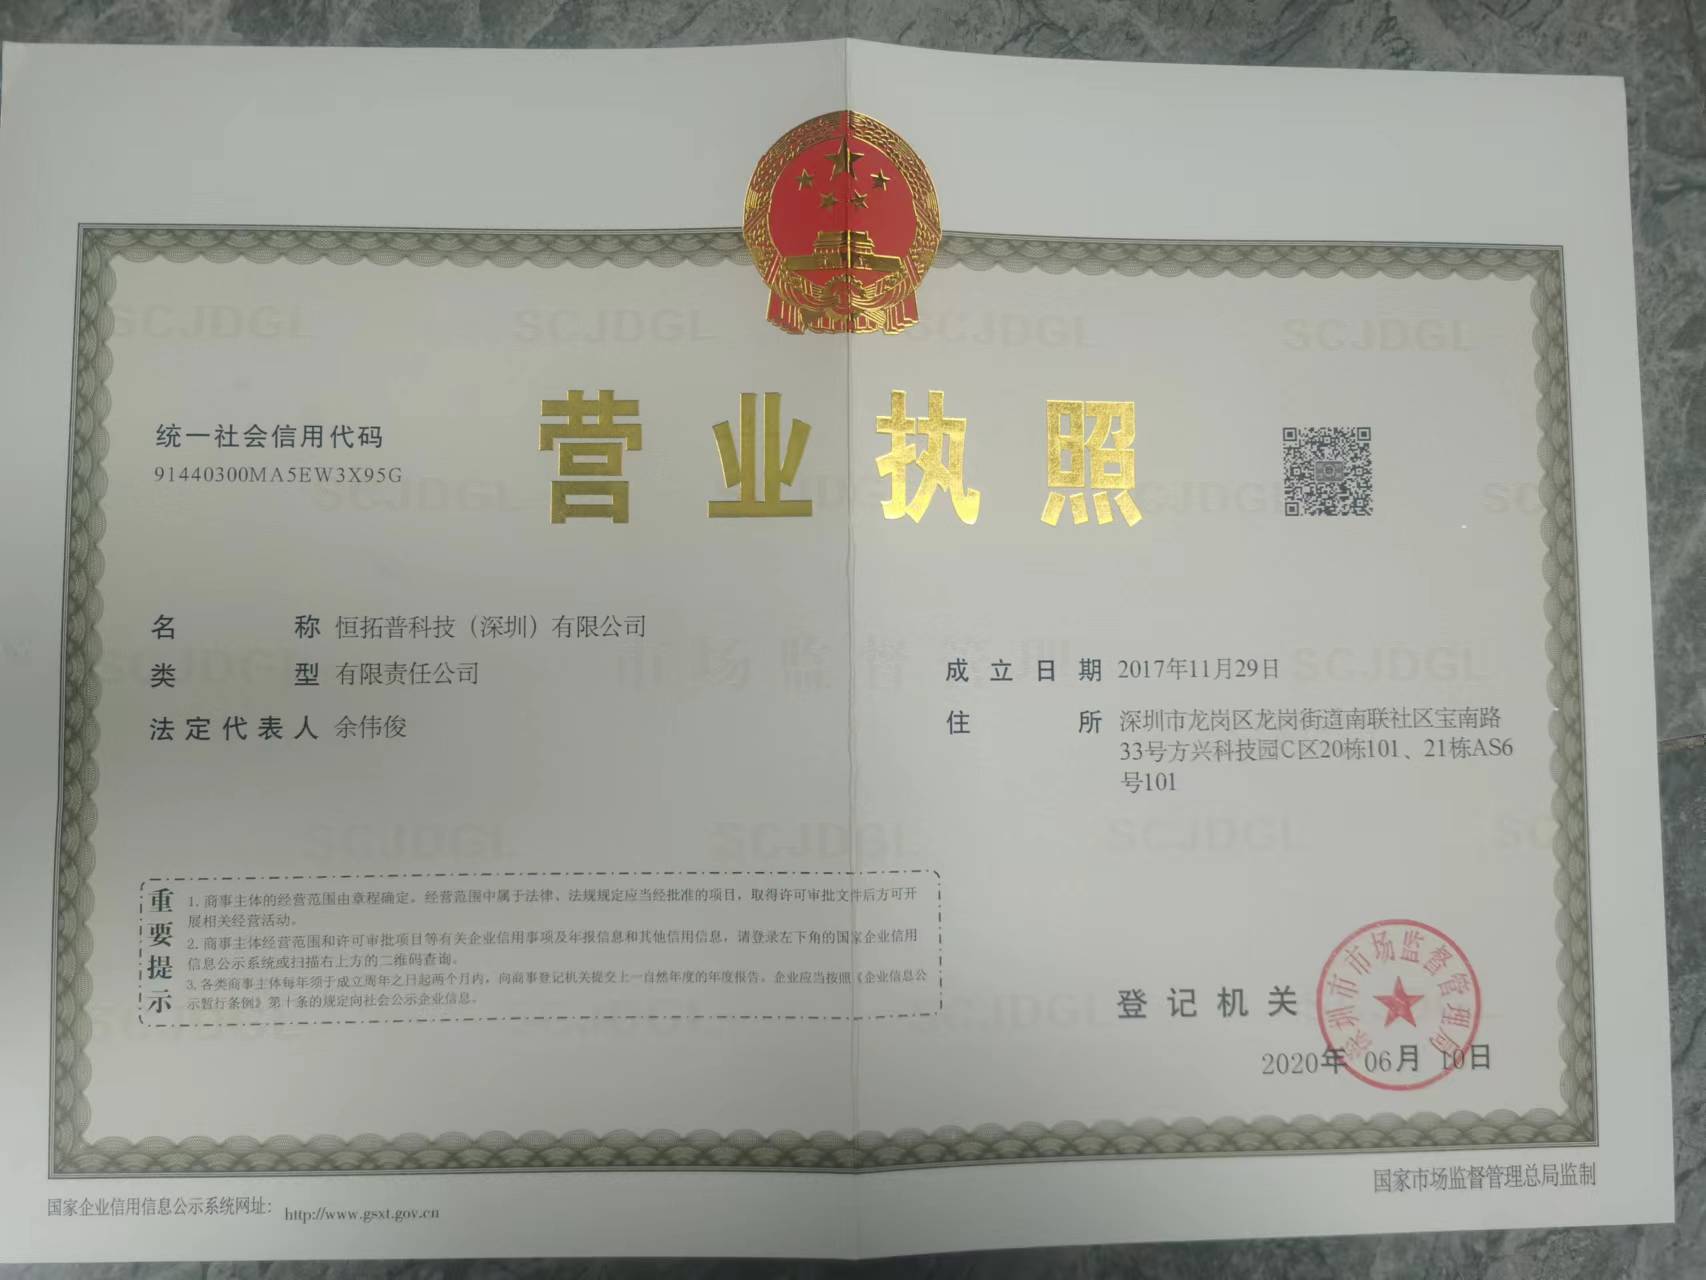 营业执照
统一社会信用代码
91440300MA5EW3X95G
名称 恒拓普科技（深圳）有限公司
类型 有限责任公司
法定代表人 余伟俊
成立日期 2017年11月29日
住所 深圳市龙岗区龙岗街道南联社区宝南路
33号方兴科技园C区20栋101、21栋AS6
号101
重要提示
1. 商事主体的经营范围由章程确定。经营范围中属于法律、法规规定应当经批准的项目，取得许可审批文件后方可开
展相关经营活动。
2. 商事主体经营范围和许可审批项目等有关企业信用事项及年报信息和其他信用信息，请登录左下角的国家企业信用
信息公示系统或扫描右上方的二维码查询。
3. 各类商事主体每年须于成立周年之日起两个月内，向商事登记机关提交上一自然年度的年度报告。企业应当按照《企业信息公
示暂行条例》第十条的规定向社会公示企业信息。
登记机关
深圳市市场监督管理局
2020年 06月 10日
国家企业信用信息公示系统网址： http://www.gsxt.gov.cn
国家市场监督管理总局监制
SCJDGL
市场监督管理